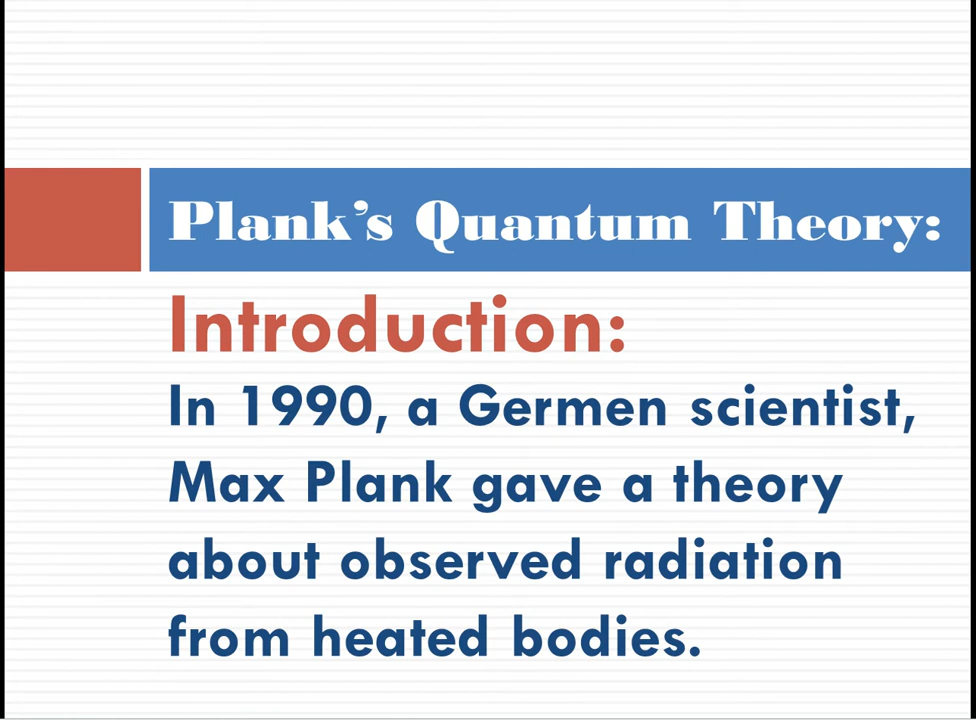 Plank’s Quantum Theory:
Introduction:
In 1990, a Germen scientist,
Max Plank gave a theory
about observed radiation
from heated bodies.